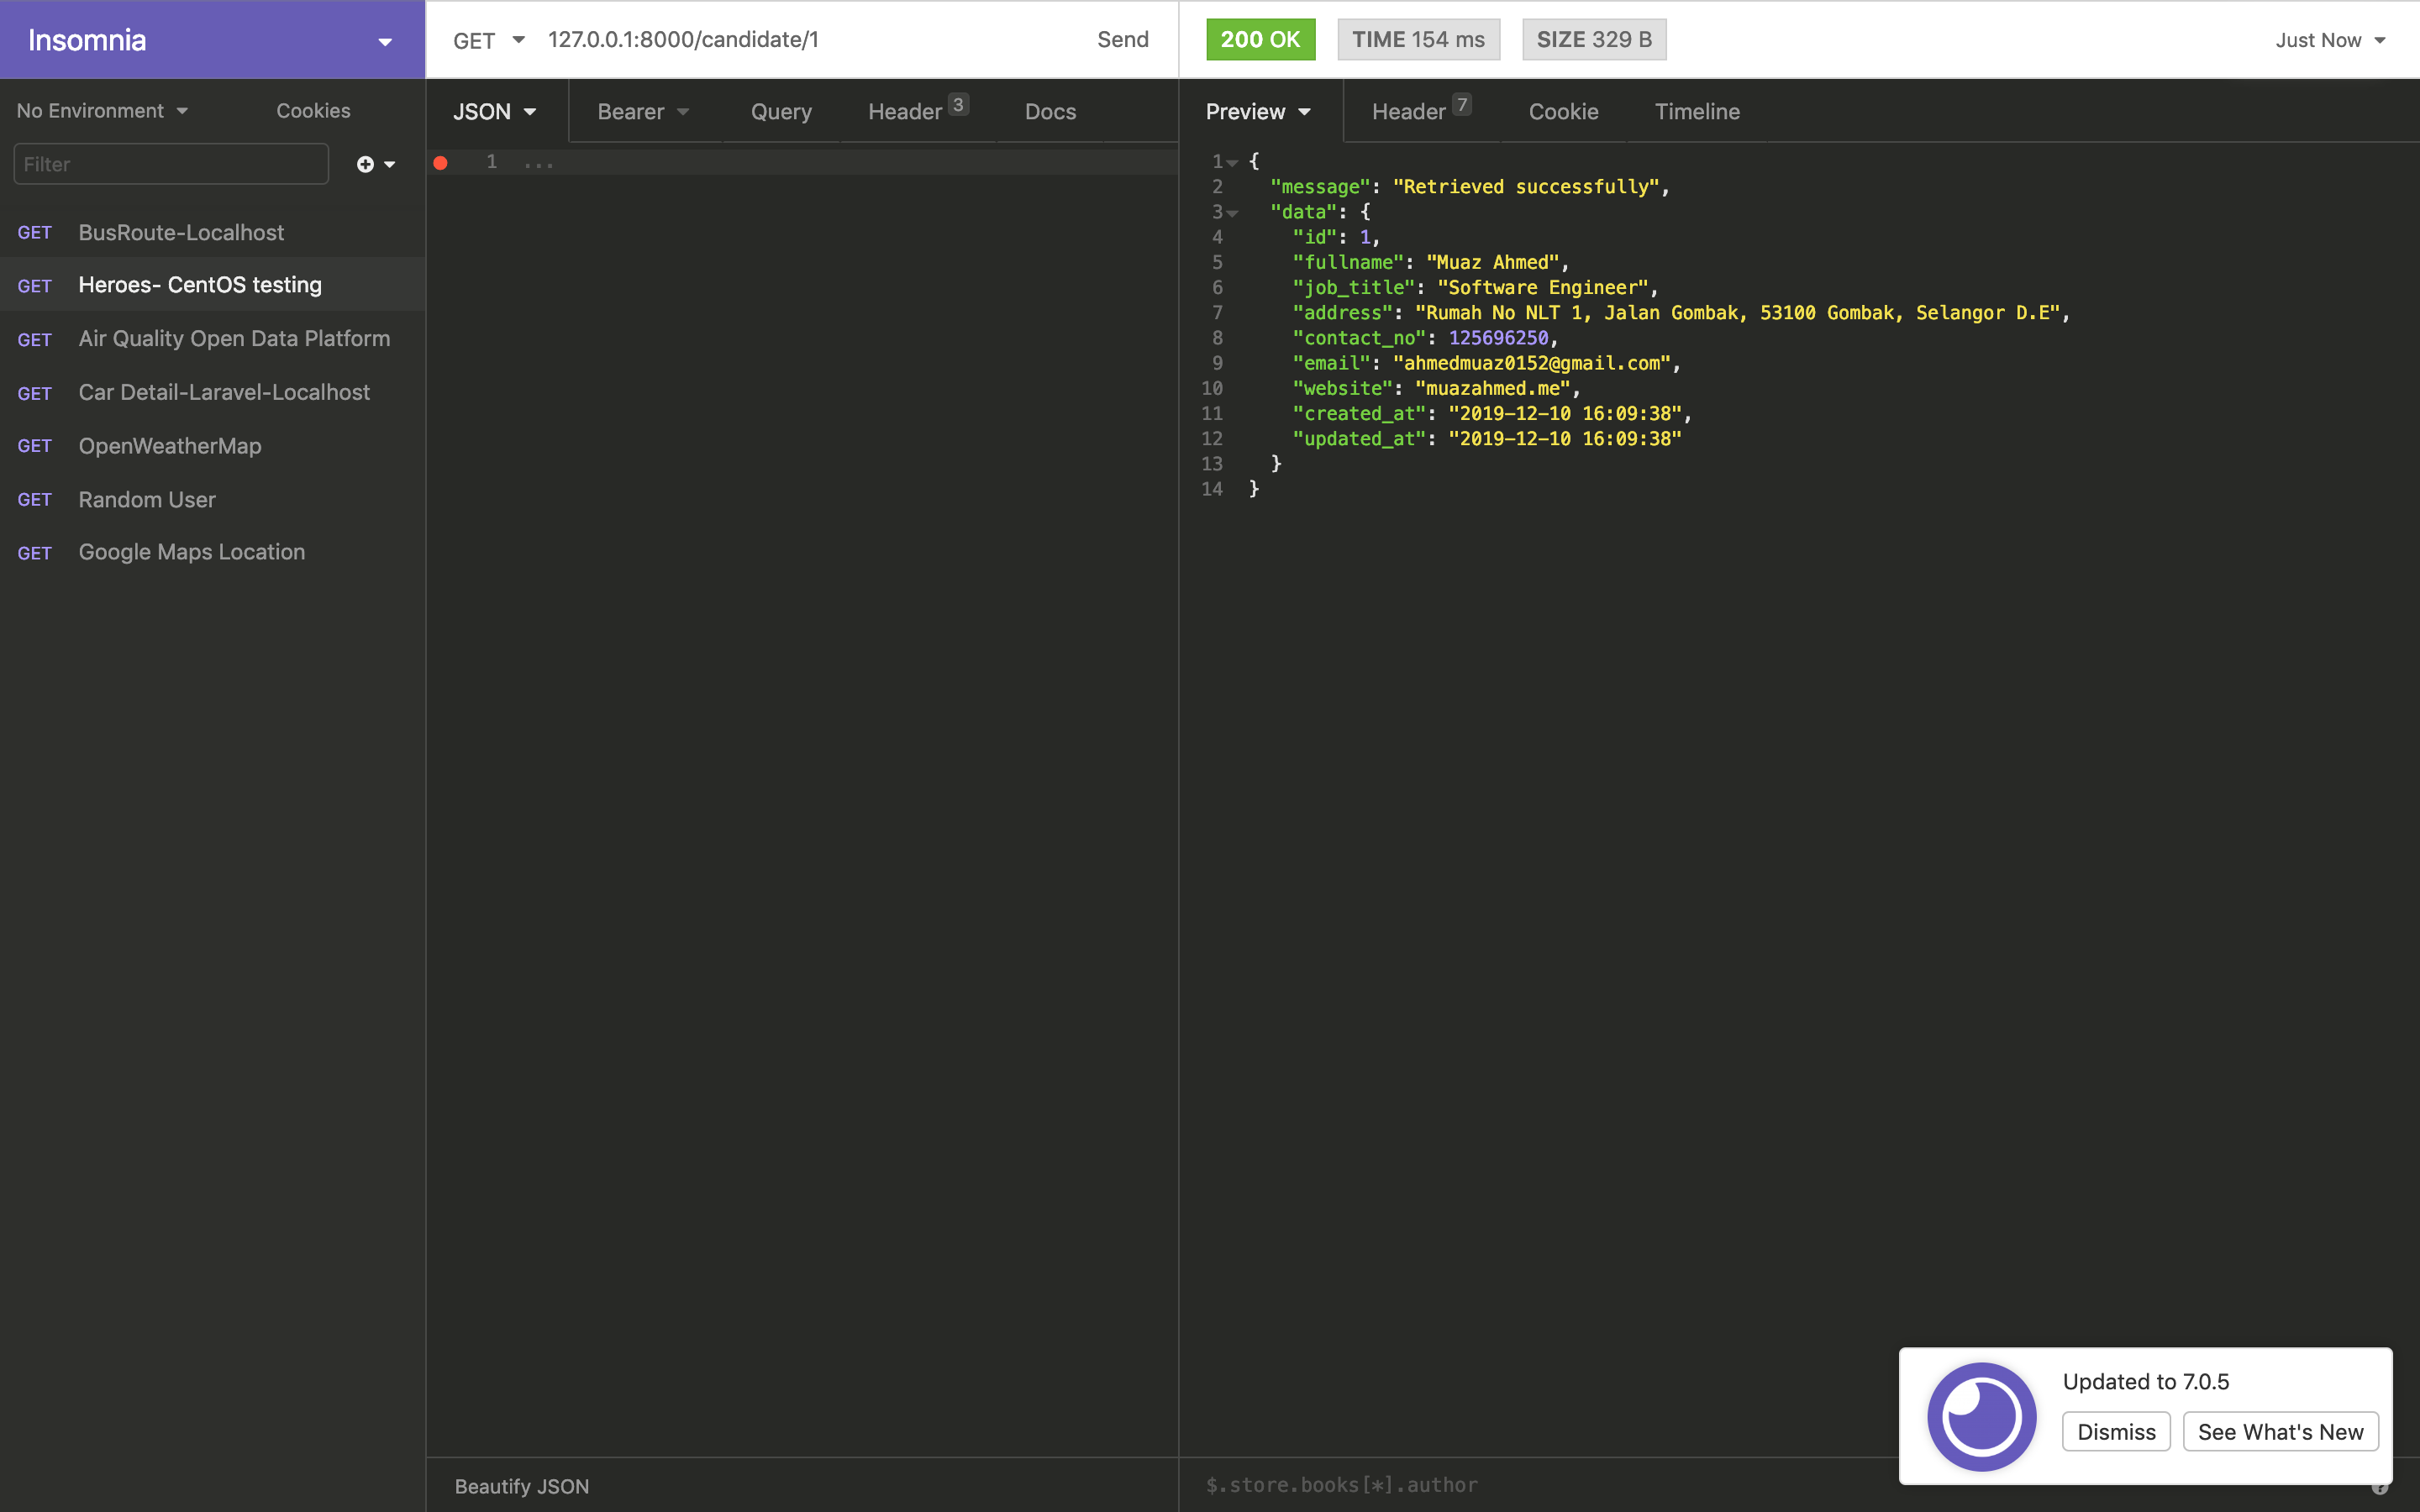 Insomnia
GET 127.0.0.1:8000/candidate/1 Send
200 OK TIME 154 ms SIZE 329 B Just Now
No Environment Cookies
Filter
GET BusRoute-Localhost
GET Heroes- CentOS testing
GET Air Quality Open Data Platform
GET Car Detail-Laravel-Localhost
GET OpenWeatherMap
GET Random User
GET Google Maps Location
JSON Bearer Query Header 3 Docs
1 ...
Beautify JSON
Preview Header 7 Cookie Timeline
1 {
2 "message": "Retrieved successfully",
3 "data": {
4 "id": 1,
5 "fullname": "Muaz Ahmed",
6 "job_title": "Software Engineer",
7 "address": "Rumah No NLT 1, Jalan Gombak, 53100 Gombak, Selangor D.E",
8 "contact_no": 125696250,
9 "email": "ahmedmuaz0152@gmail.com",
10 "website": "muazahmed.me",
11 "created_at": "2019-12-10 16:09:38",
12 "updated_at": "2019-12-10 16:09:38"
13 }
14 }
$.store.books[*].author
Updated to 7.0.5
Dismiss See What's New